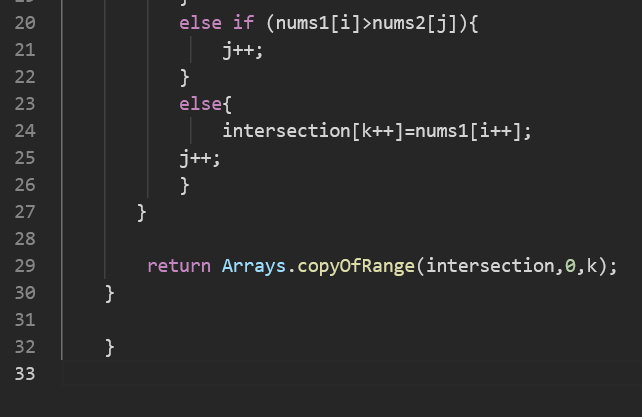 20 else if (nums1[i]>nums2[j]){
21 j++;
22 }
23 else{
24 intersection[k++]=nums1[i++];
25 j++;
26 }
27 }
28
29 return Arrays.copyOfRange(intersection,0,k);
30 }
31
32 }
33